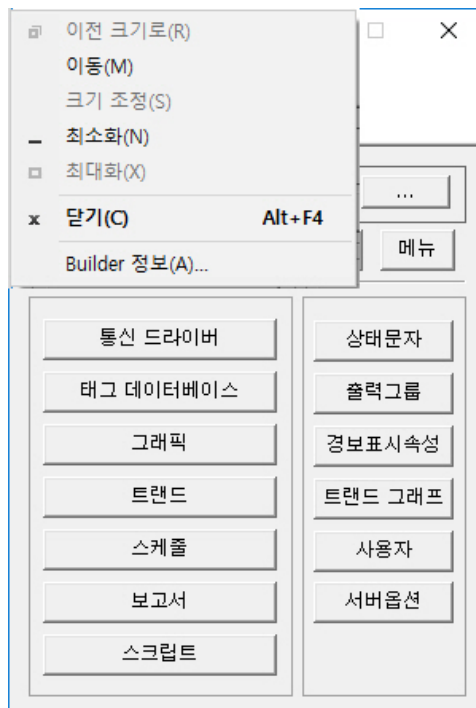 이전 크기로(R)
이동(M)
크기 조정(S)
최소화(N)
최대화(X)
닫기(C) Alt+F4
Builder 정보(A)...
...
메뉴
통신 드라이버
태그 데이터베이스
그래픽
트랜드
스케줄
보고서
스크립트
상태문자
출력그룹
경보표시속성
트랜드 그래프
사용자
서버옵션